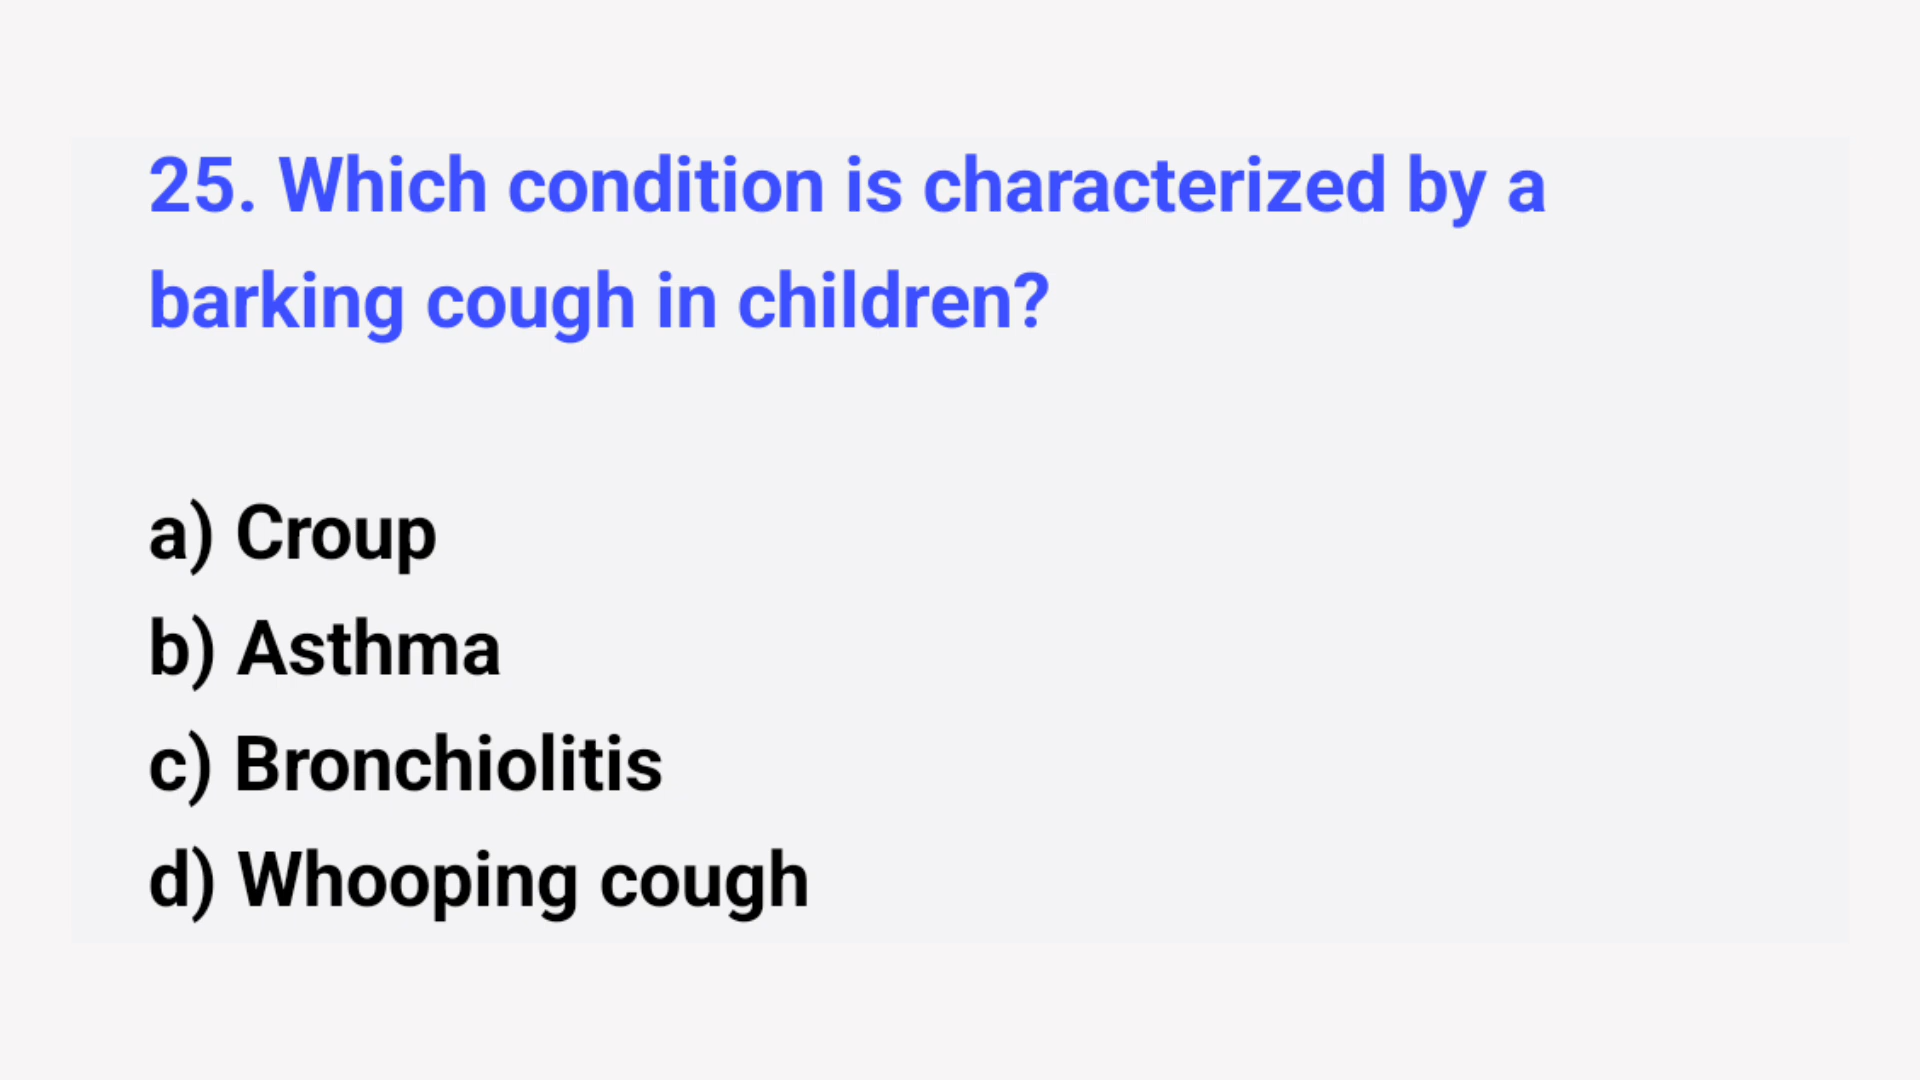 25. Which condition is characterized by a
barking cough in children?
a) Croup
b) Asthma
c) Bronchiolitis
d) Whooping cough